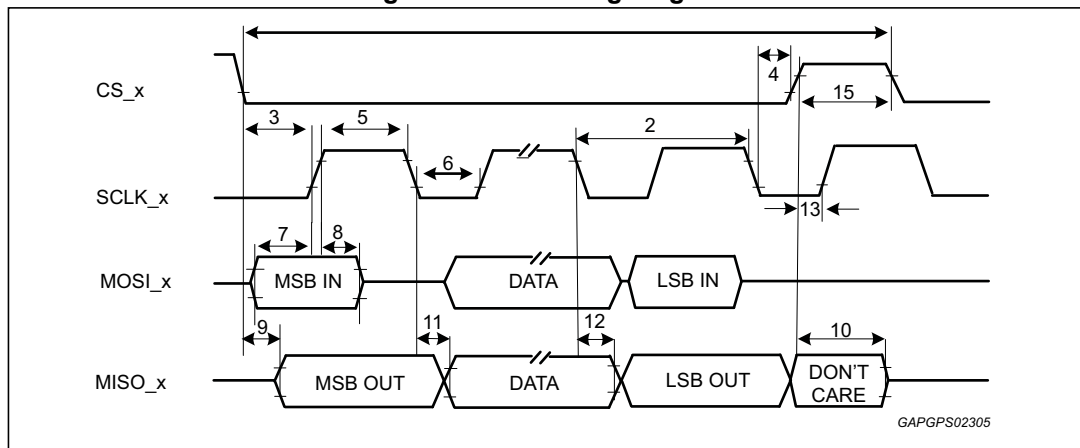 CS_x
4
15
3
5
2
6
SCLK_x
13
7
8
MOSI_x
MSB IN
DATA
LSB IN
9
11
12
10
MISO_x
MSB OUT
DATA
LSB OUT
DON'T
CARE
GAPGPS02305